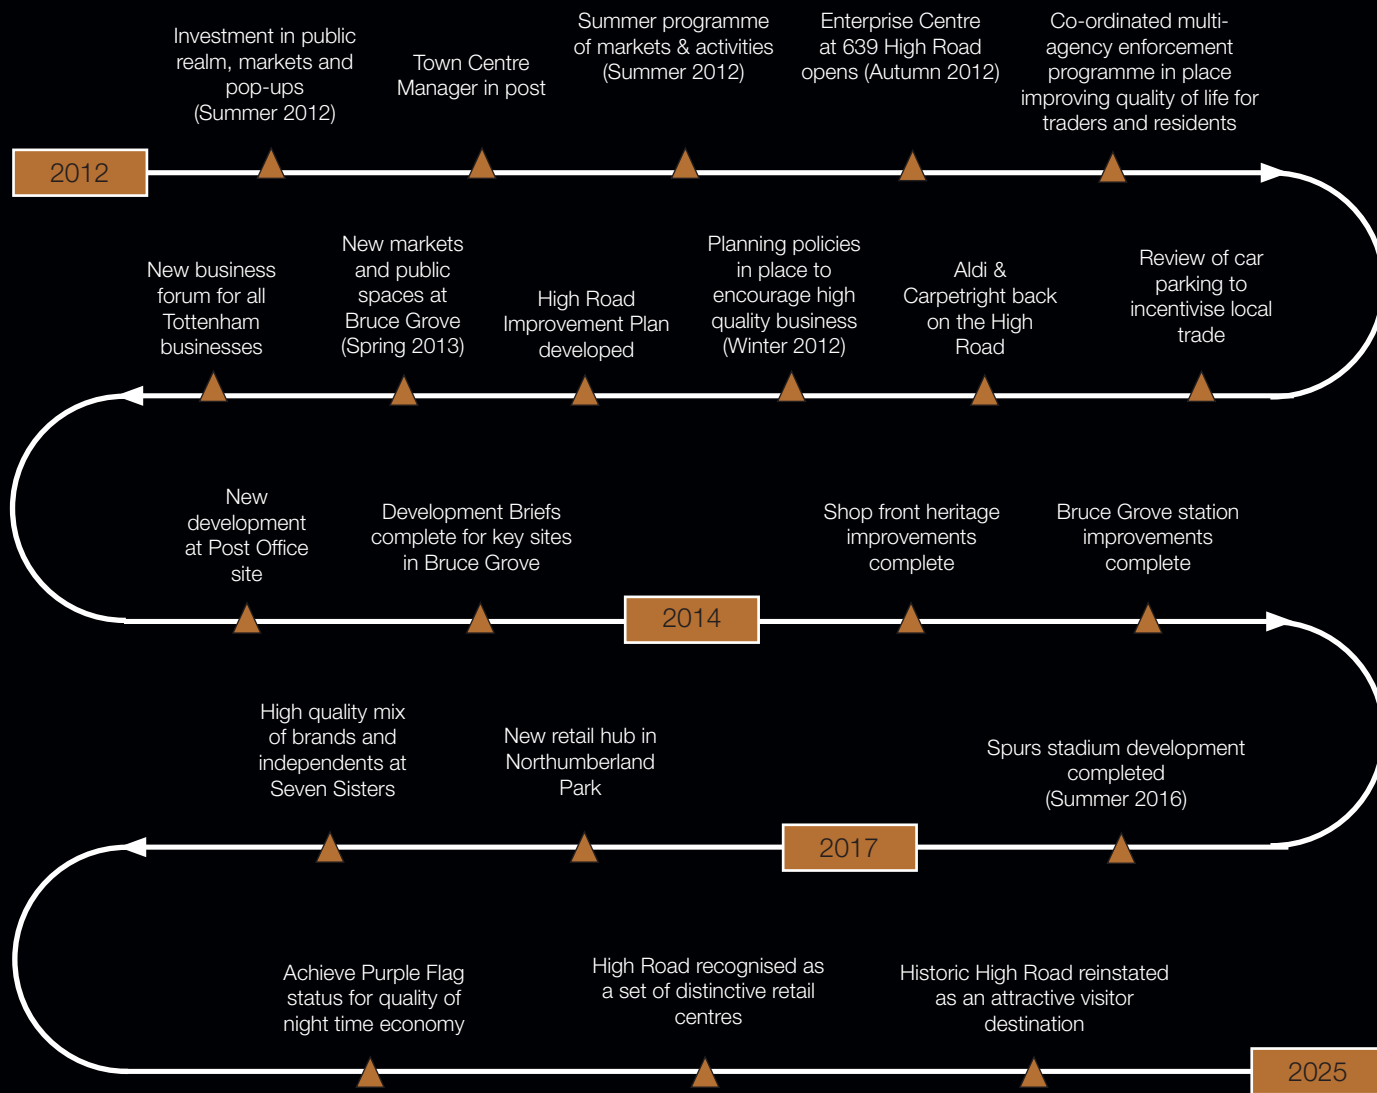 2012
Investment in public
realm, markets and
pop-ups
(Summer 2012)
Town Centre
Manager in post
Summer programme
of markets & activities
(Summer 2012)
Enterprise Centre
at 639 High Road
opens (Autumn 2012)
Co-ordinated multi-
agency enforcement
programme in place
improving quality of life for
traders and residents
New business
forum for all
Tottenham
businesses
New markets
and public
spaces at
Bruce Grove
(Spring 2013)
High Road
Improvement Plan
developed
Planning policies
in place to
encourage high
quality business
(Winter 2012)
Aldi &
Carpetright back
on the High
Road
Review of car
parking to
incentivise local
trade
New
development
at Post Office
site
Development Briefs
complete for key sites
in Bruce Grove
2014
Shop front heritage
improvements
complete
Bruce Grove station
improvements
complete
High quality mix
of brands and
independents at
Seven Sisters
New retail hub in
Northumberland
Park
2017
Spurs stadium development
completed
(Summer 2016)
Achieve Purple Flag
status for quality of
night time economy
High Road recognised as
a set of distinctive retail
centres
Historic High Road reinstated
as an attractive visitor
destination
2025